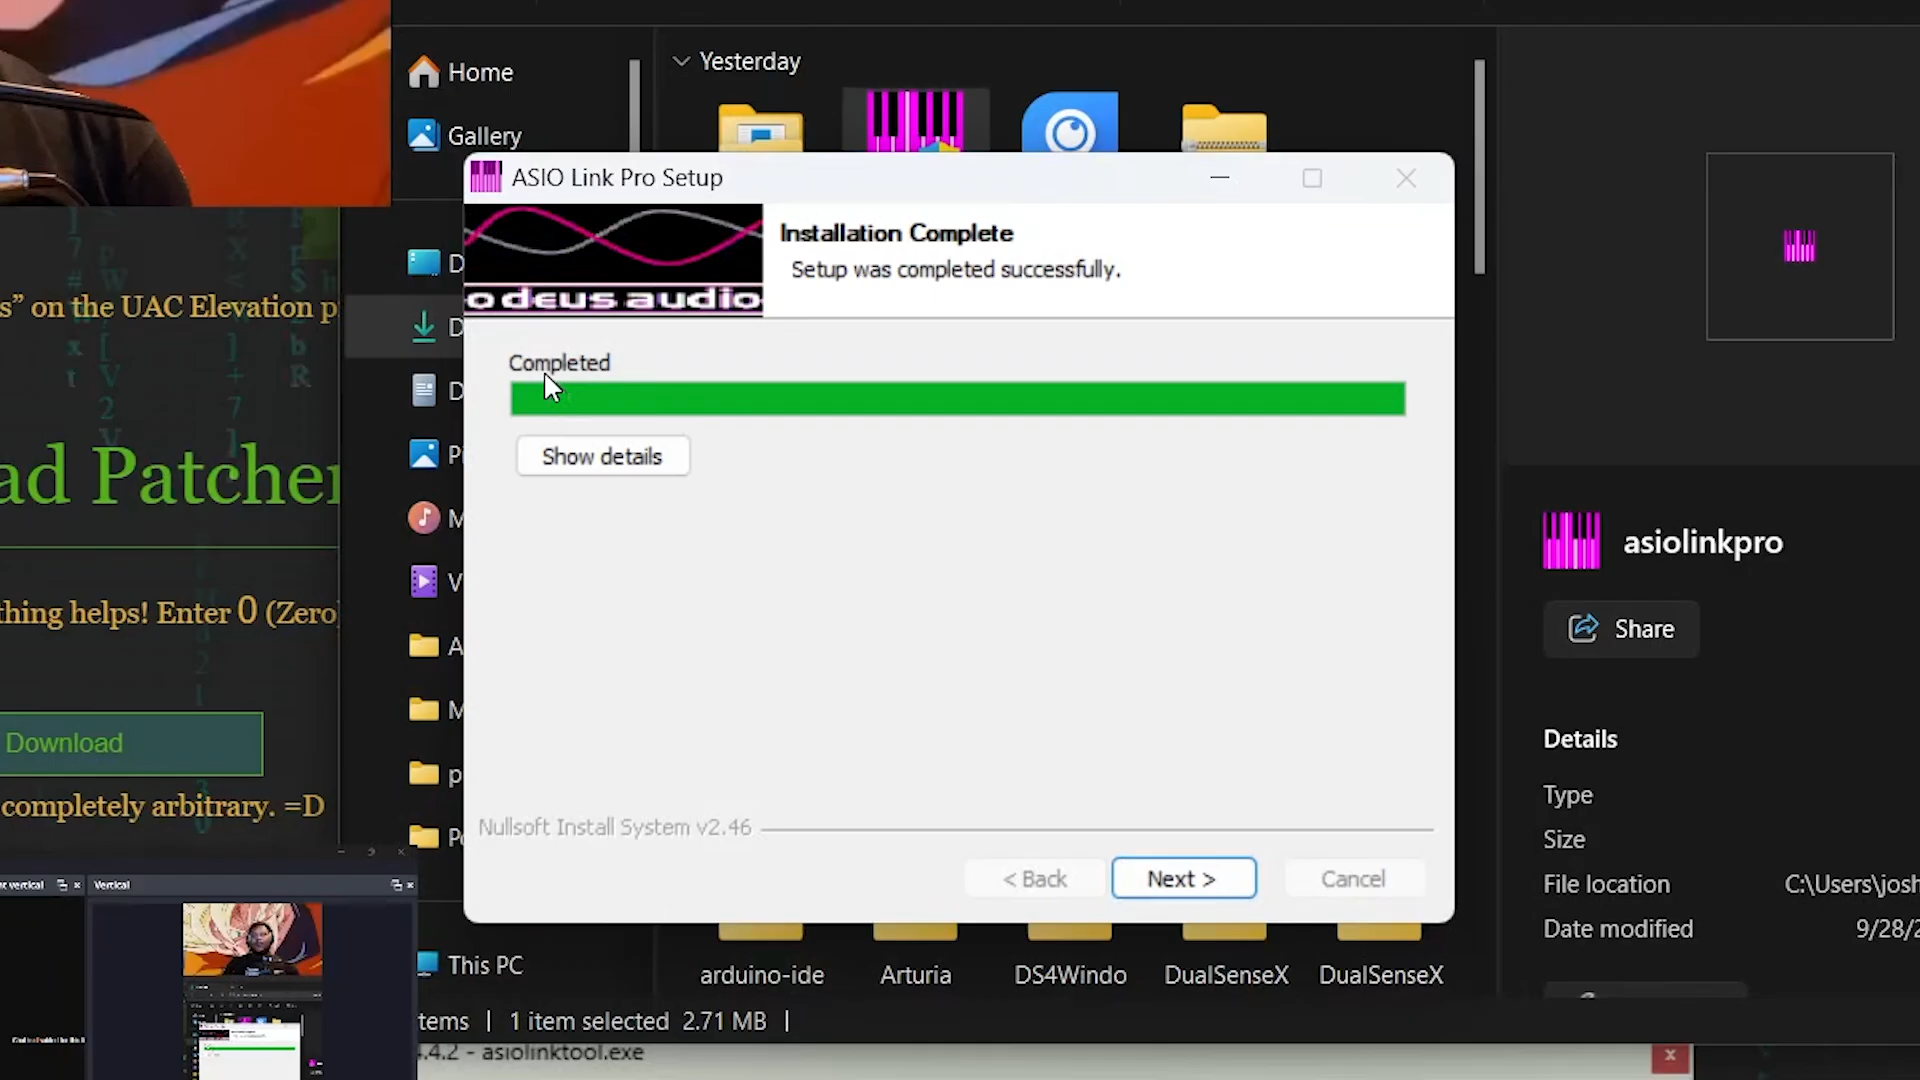 Home
Gallery
Yesterday
ASIO Link Pro Setup
Installation Complete
Setup was completed successfully.
o deus audio
Completed
Show details
Nullsoft Install System v2.46
< Back
Next >
Cancel
s” on the UAC Elevation p
ad Patcher
thing helps! Enter 0 (Zero)
Download
completely arbitrary. =D
vertical
Vertical
This PC
arduino-ide
Arturia
DS4Windo
DualSenseX
DualSenseX
tems | 1 item selected 2.71 MB |
.4.2 - asiolinktool.exe
asiolinkpro
Share
Details
Type
Size
File location C:\Users\josh
Date modified 9/28/2